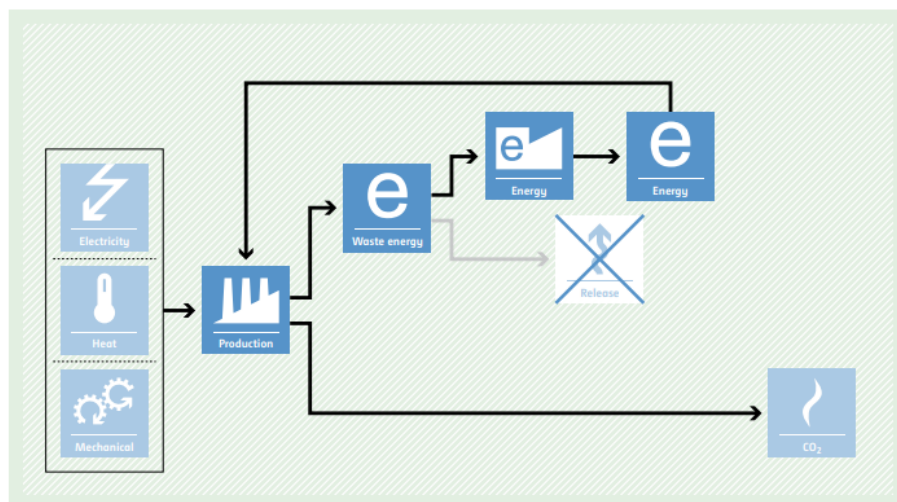 e
e
Energy
e
Energy
Electricity
Waste energy
Release
Heat
Production
Mechanical
CO₂